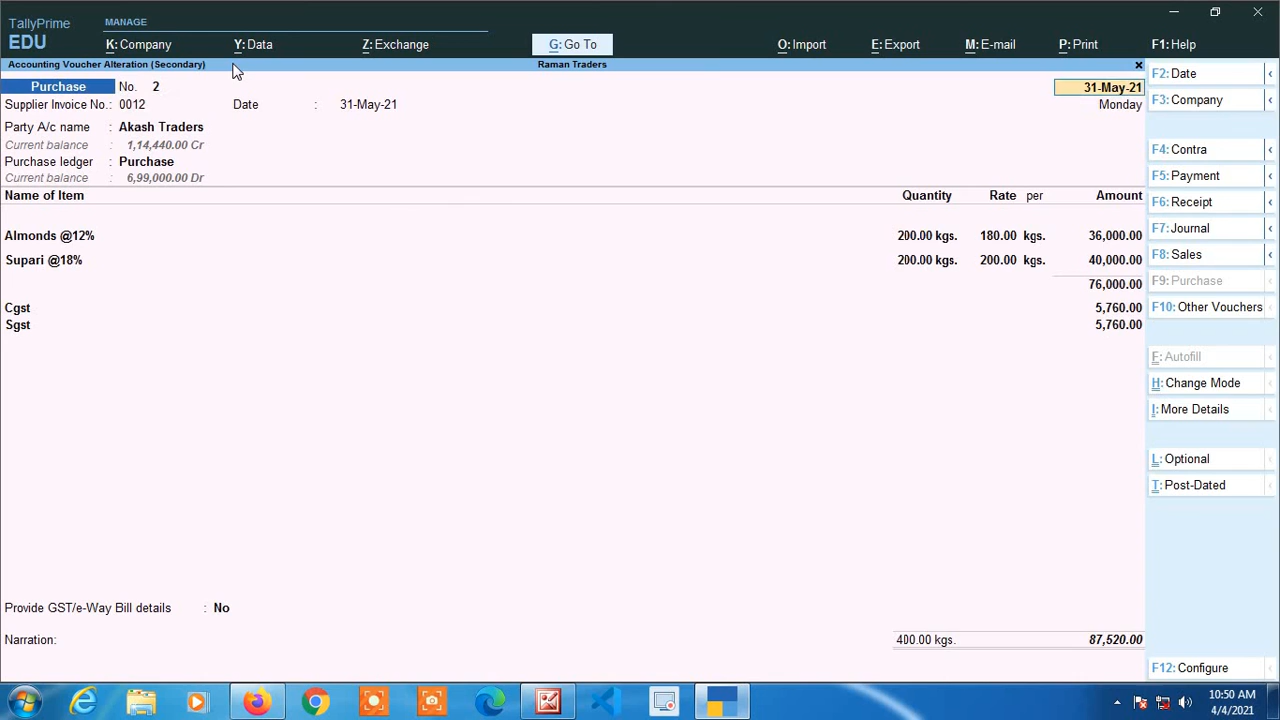 TallyPrime
EDU
MANAGE
K: Company
Y: Data
Z: Exchange
G: Go To
O: Import
E: Export
M: E-mail
P: Print
F1: Help
Accounting Voucher Alteration (Secondary)
Raman Traders
Purchase No. 2
31-May-21
Supplier Invoice No.: 0012 Date : 31-May-21
Monday
Party A/c name : Akash Traders
Current balance : 1,14,440.00 Cr
Purchase ledger : Purchase
Current balance : 6,99,000.00 Dr
Name of Item Quantity Rate per Amount
Almonds @12% 200.00 kgs. 180.00 kgs. 36,000.00
Supari @18% 200.00 kgs. 200.00 kgs. 40,000.00
76,000.00
Cgst 5,760.00
Sgst 5,760.00
Provide GST/e-Way Bill details : No
Narration: 400.00 kgs. 87,520.00
F2: Date
F3: Company
F4: Contra
F5: Payment
F6: Receipt
F7: Journal
F8: Sales
F9: Purchase
F10: Other Vouchers
F: Autofill
H: Change Mode
I: More Details
L: Optional
T: Post-Dated
F12: Configure
10:50 AM
4/4/2021